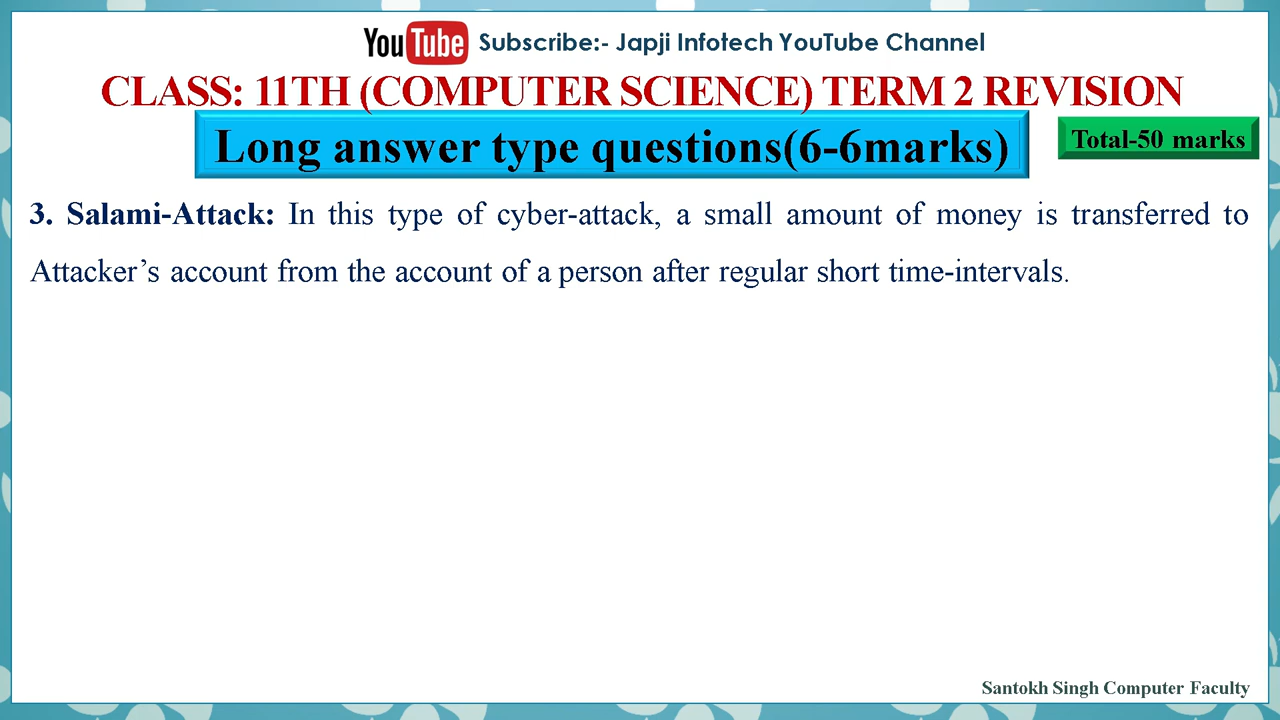 YouTube Subscribe:- Japji Infotech YouTube Channel
CLASS: 11TH (COMPUTER SCIENCE) TERM 2 REVISION
Long answer type questions(6-6marks)
Total-50 marks
3. Salami-Attack: In this type of cyber-attack, a small amount of money is transferred to
Attacker’s account from the account of a person after regular short time-intervals.
Santokh Singh Computer Faculty